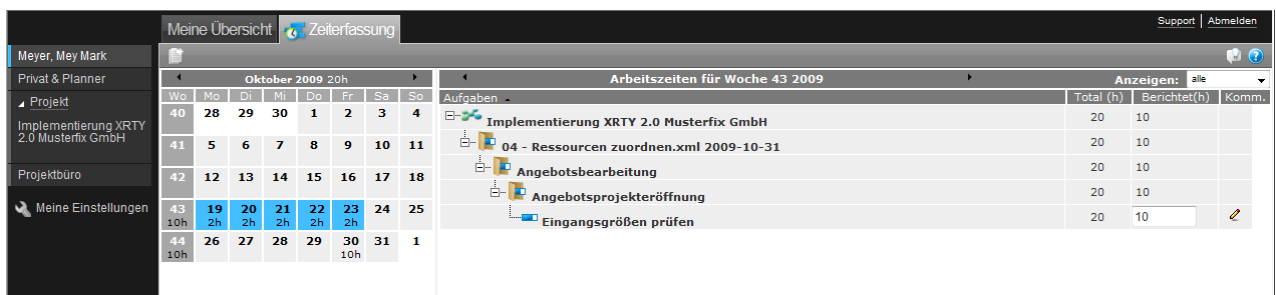 Support | Abmelden
Meine Übersicht Zeiterfassung
Meyer, Mey Mark
Privat & Planner
Projekt
Implementierung XRTY
2.0 Musterfix GmbH
Projektbüro
Meine Einstellungen
Oktober 2009 20h
Wo Mo Di Mi Do Fr Sa So
40 28 29 30 1 2 3 4
41 5 6 7 8 9 10 11
42 12 13 14 15 16 17 18
43 19 20 21 22 23 24 25
10h 2h 2h 2h 2h 2h
44 26 27 28 29 30 31 1
10h 10h
Arbeitszeiten für Woche 43 2009 Anzeigen: alle
Aufgaben Total (h) Berichtet(h) Komm.
Implementierung XRTY 2.0 Musterfix GmbH 20 10
04 - Ressourcen zuordnen.xml 2009-10-31 20 10
Angebotsbearbeitung 20 10
Angebotsprojekteröffnung 20 10
Eingangsgrößen prüfen 20 10